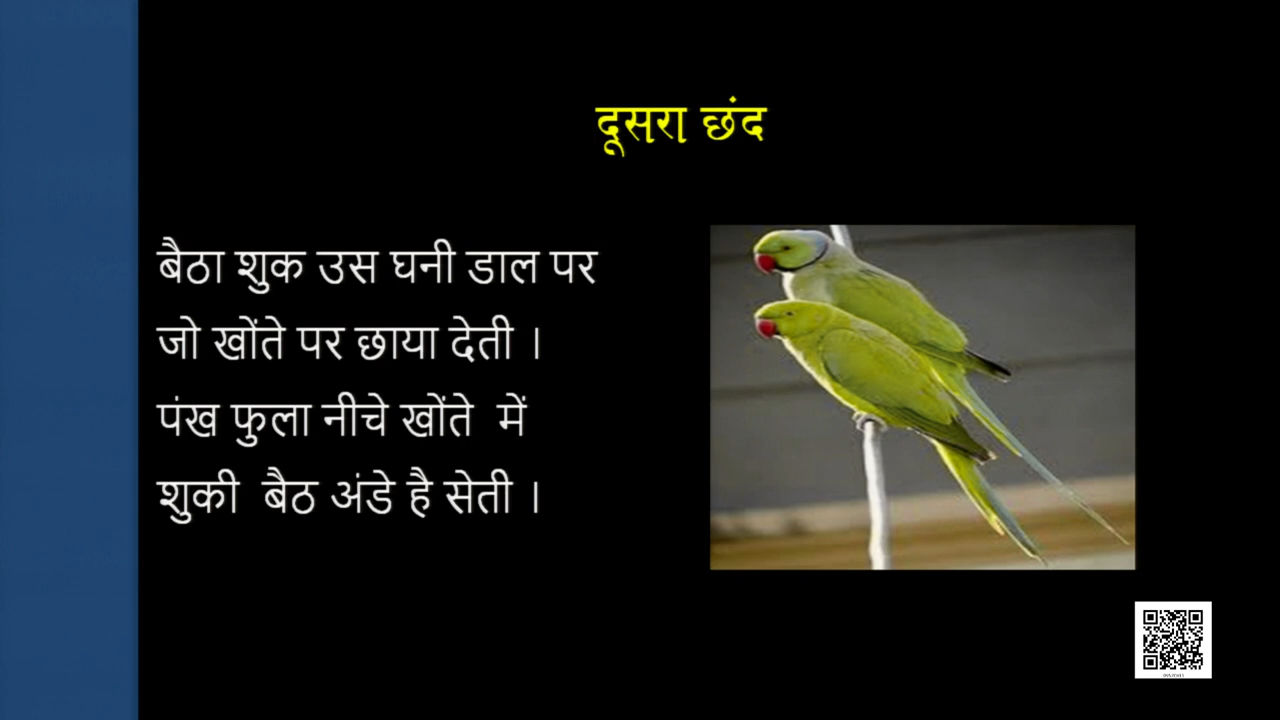 दूसरा छंद
बैठा शुक उस घनी डाल पर
जो खोंते पर छाया देती ।
पंख फुला नीचे खोंते में
शुकी बैठ अंडे है सेती ।